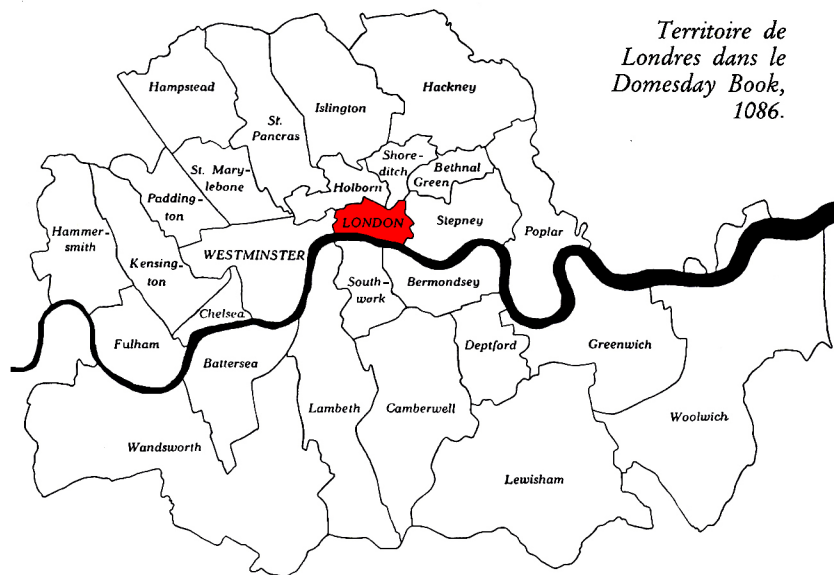 Territoire de
Londres dans le
Domesday Book,
1086.
Hampstead
St.
Pancras
Islington
Hackney
St. Mary-
lebone
Padding-
ton
Holborn
Shore-
ditch
Bethnal
Green
Hammer-
smith
Kensing-
ton
WESTMINSTER
LONDON
Stepney
Poplar
Chelsea
Fulham
Battersea
South-
work
Bermondsey
Deptford
Greenwich
Woolwich
Wandsworth
Lambeth
Camberwell
Lewisham